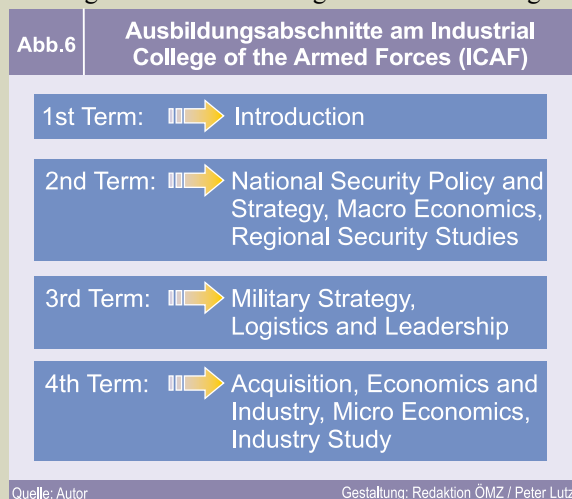 Abb.6
Ausbildungsabschnitte am Industrial
College of the Armed Forces (ICAF)
1st Term: Introduction
2nd Term: National Security Policy and
Strategy, Macro Economics,
Regional Security Studies
3rd Term: Military Strategy,
Logistics and Leadership
4th Term: Acquisition, Economics and
Industry, Micro Economics,
Industry Study
Quelle: Autor
Gestaltung: Redaktion ÖMZ / Peter Lutz